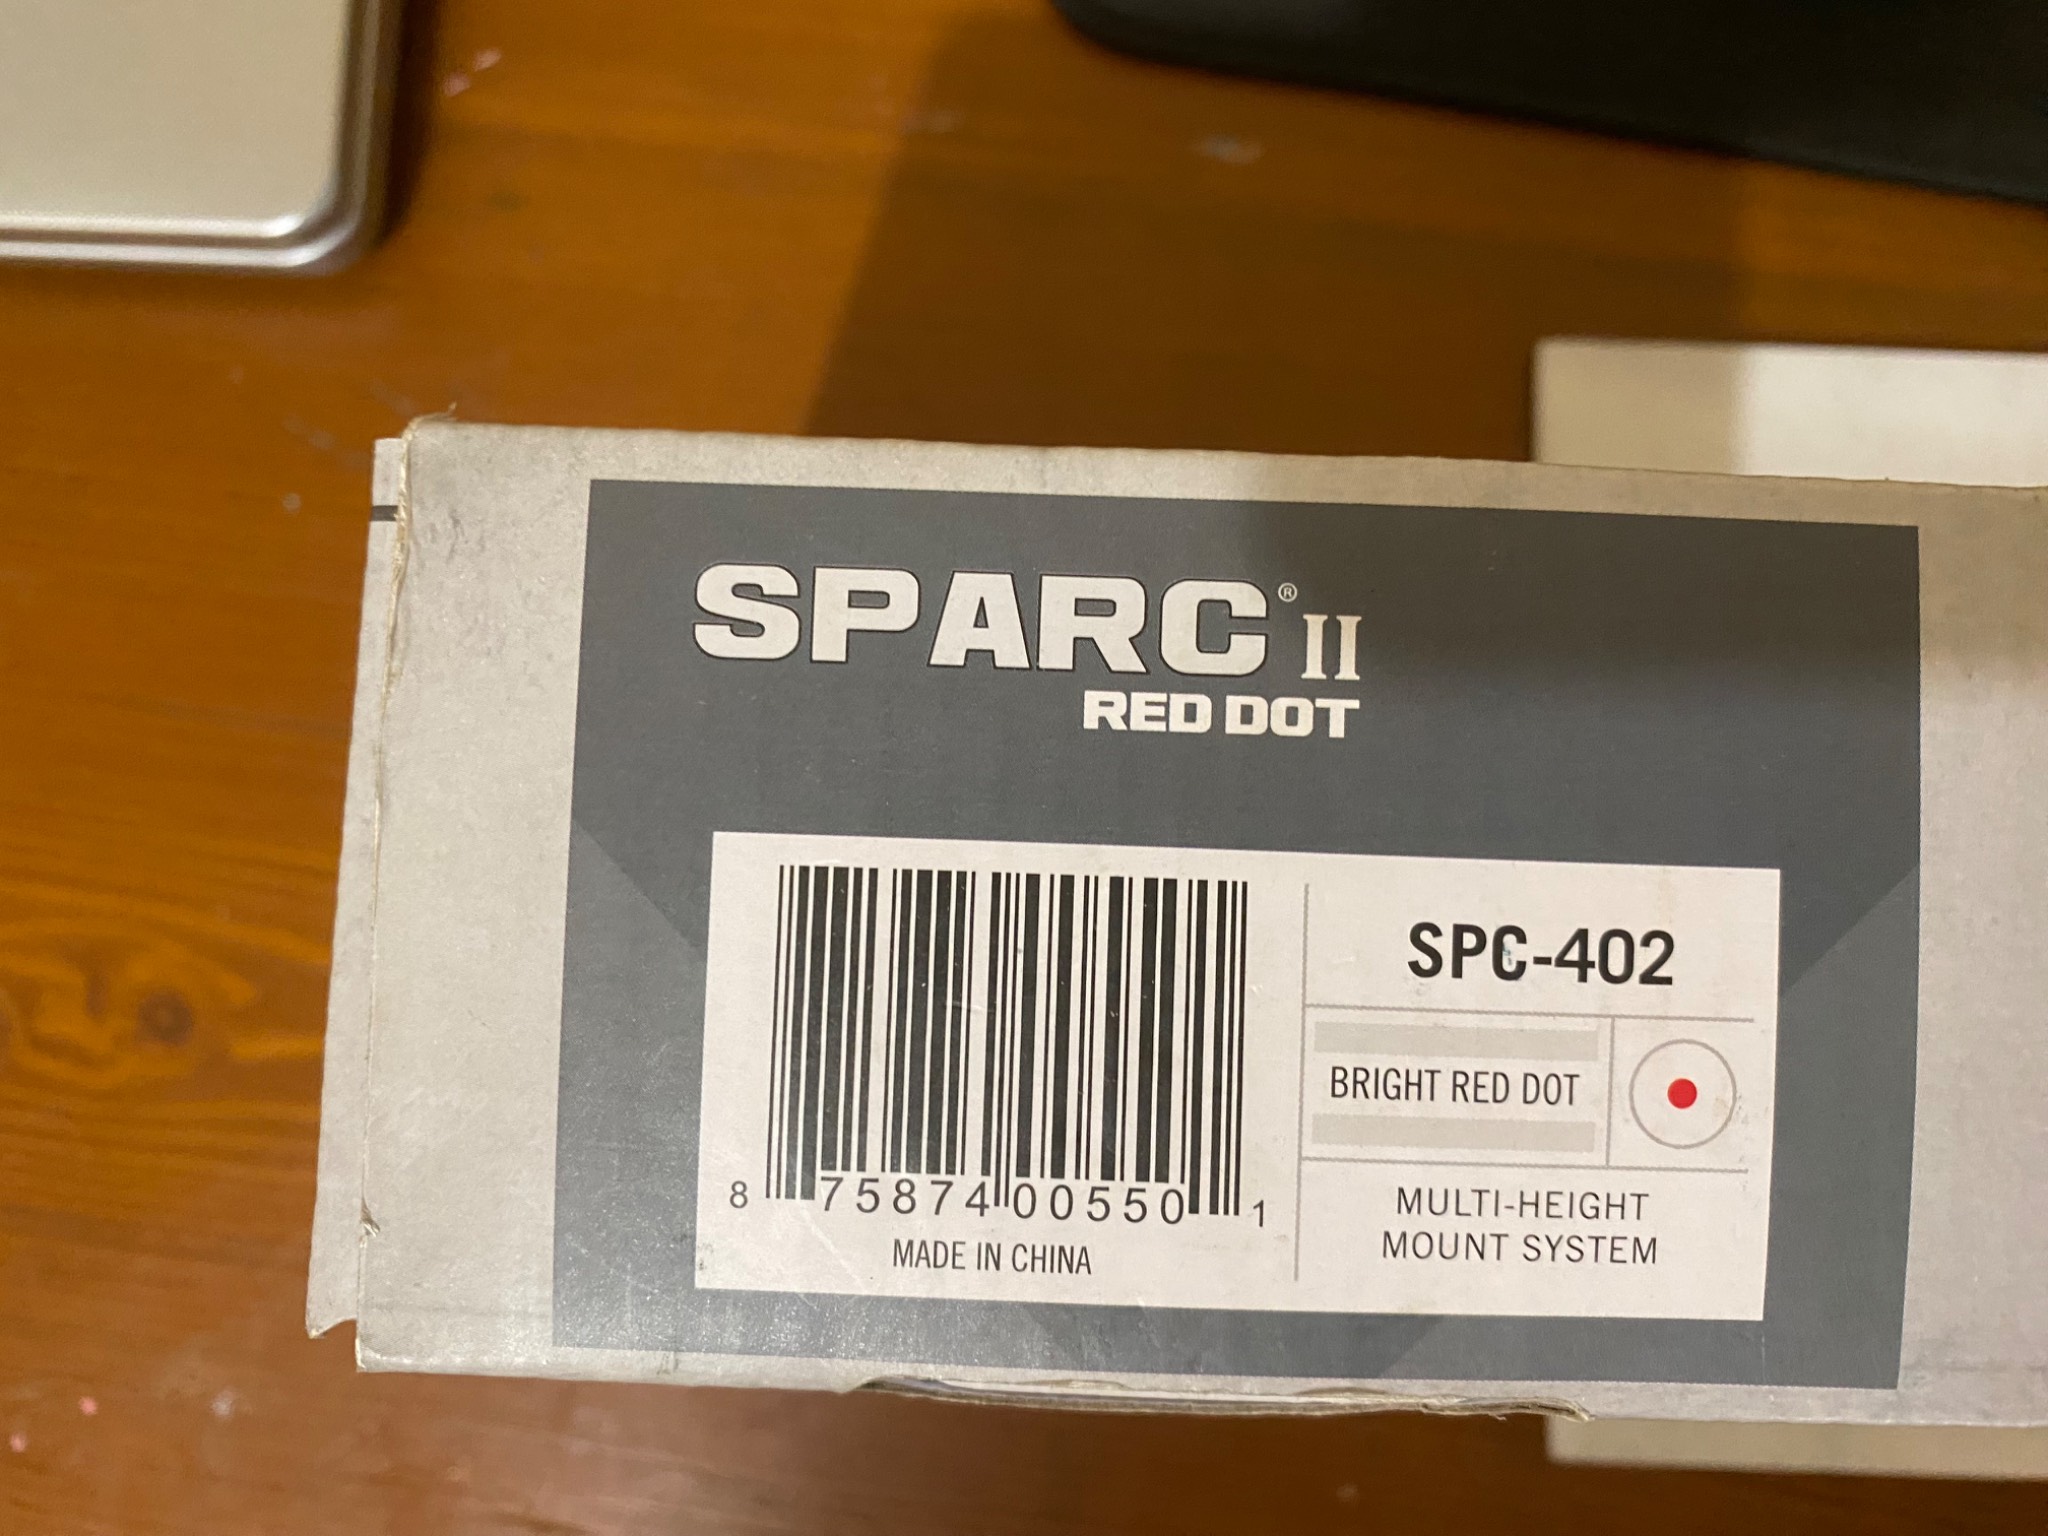 SPARC® II
RED DOT
8 75874 00550 1
MADE IN CHINA
SPC-402
BRIGHT RED DOT
MULTI-HEIGHT
MOUNT SYSTEM